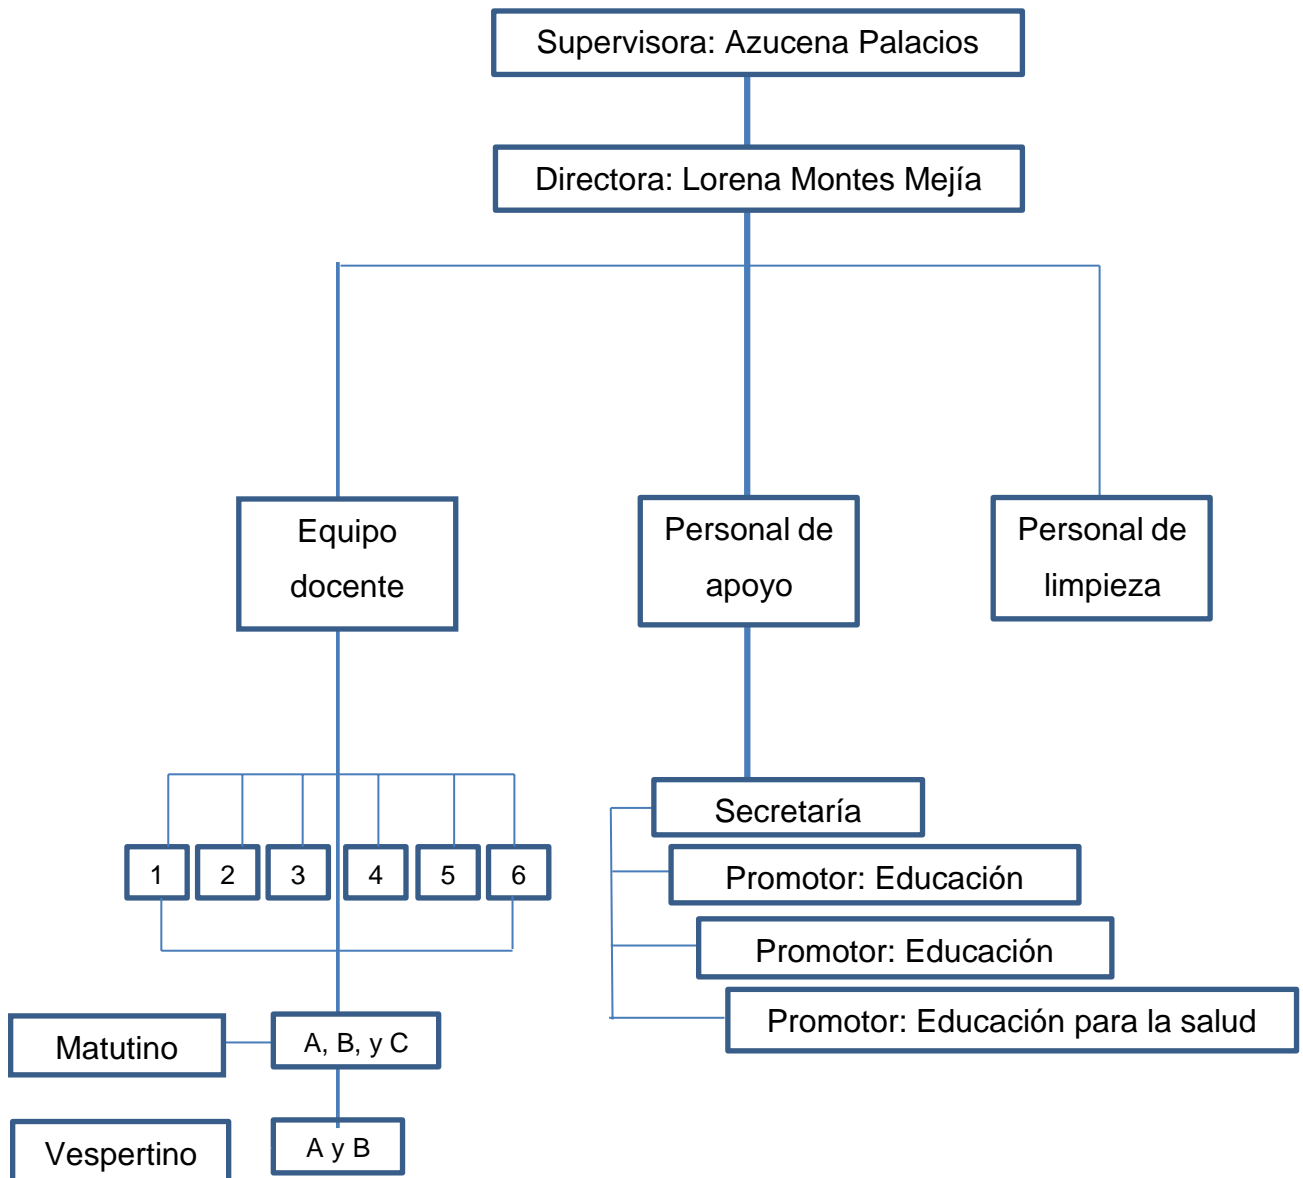 Supervisora: Azucena Palacios
Directora: Lorena Montes Mejía
Equipo
docente
Personal de
apoyo
Personal de
limpieza
1
2
3
4
5
6
Secretaría
Promotor: Educación
Promotor: Educación
Promotor: Educación para la salud
Matutino
A, B, y C
Vespertino
A y B